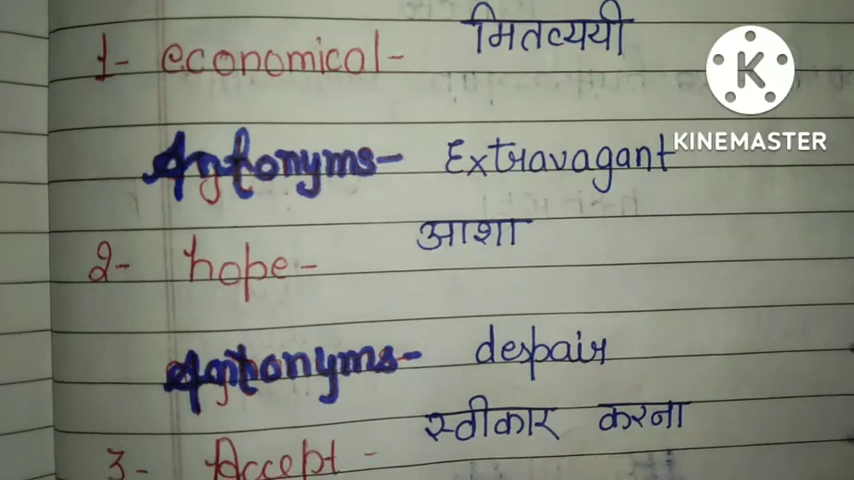 1- economical- मितव्ययी
Antonyms- Extravagant
2- hope- आशा
Antonyms- despair
3- Accept- स्वीकार करना
KINEMASTER